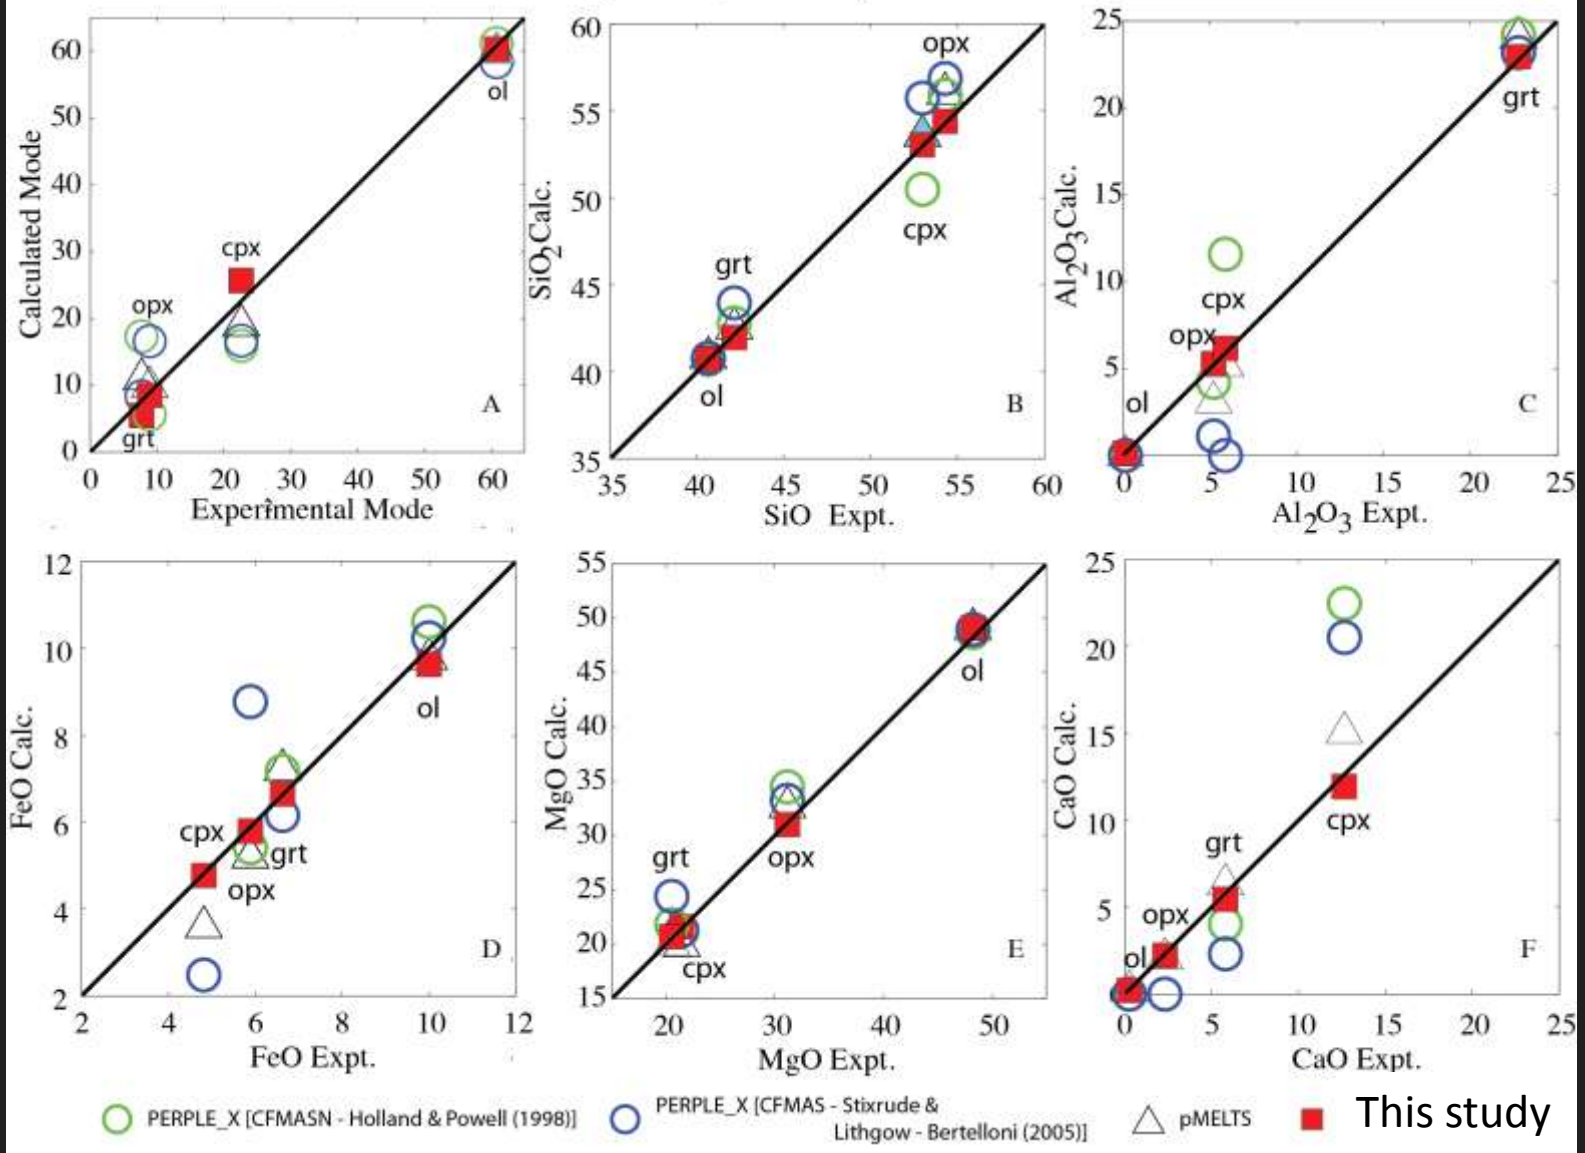 60
50
40
30
20
10
0
Calculated Mode
opx
cpx
ol
grt
A
0 10 20 30 40 50 60
Experimental Mode
60
55
50
45
40
35
SiO2 Calc.
opx
cpx
grt
ol
B
35 40 45 50 55 60
SiO Expt.
25
20
15
10
5
Al2O3 Calc.
grt
cpx
opx
ol
C
0 5 10 15 20 25
Al2O3 Expt.
12
10
8
6
4
2
FeO Calc.
ol
cpx
grt
opx
D
2 4 6 8 10 12
FeO Expt.
55
50
45
40
35
30
25
20
15
MgO Calc.
ol
opx
grt
cpx
E
20 30 40 50
MgO Expt.
25
20
15
10
5
CaO Calc.
cpx
grt
opx
ol
F
0 5 10 15 20 25
CaO Expt.
PERPLE_X [CFMASN - Holland & Powell (1998)]
PERPLE_X [CFMAS - Stixrude &
Lithgow - Bertelloni (2005)]
pMELTS
This study